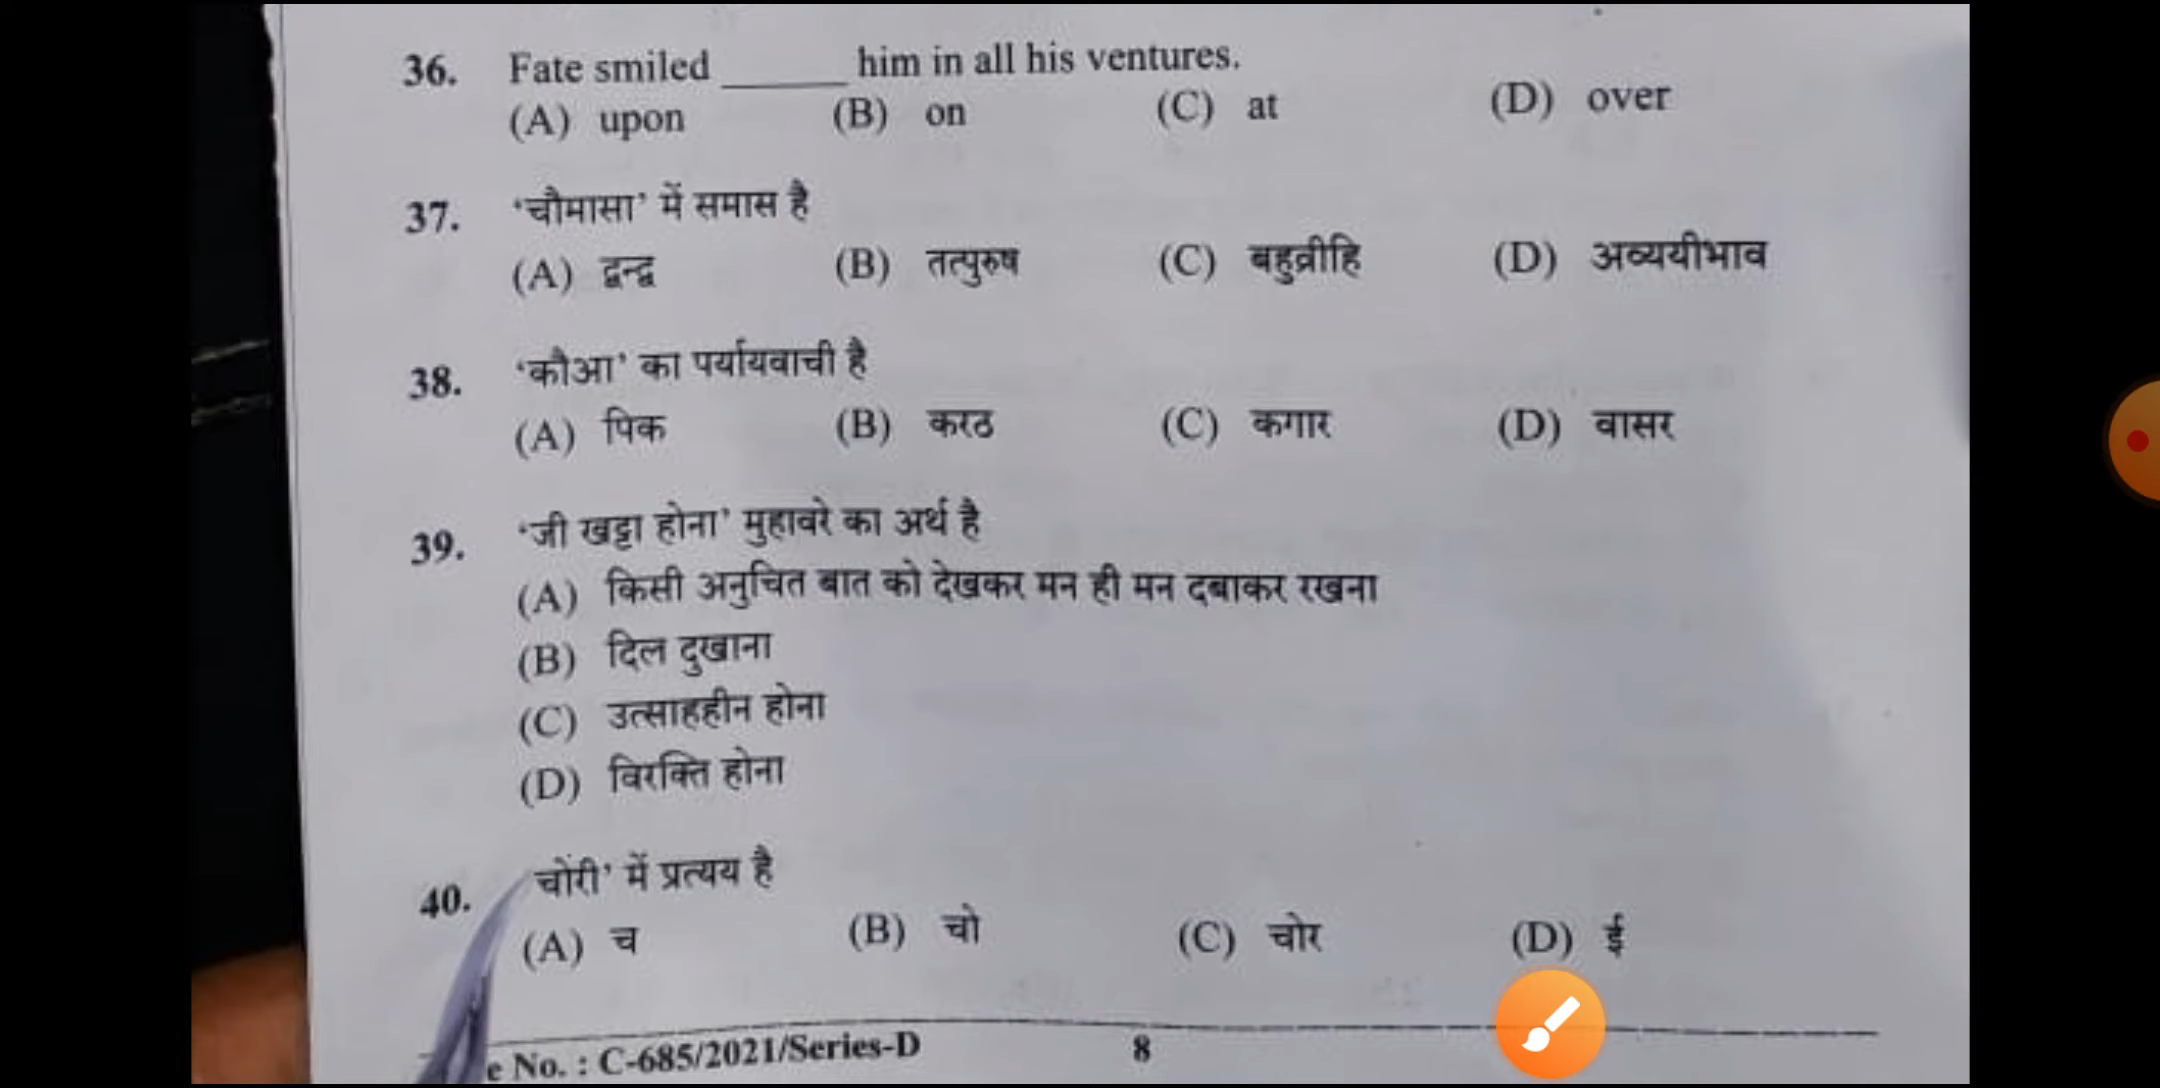 36. Fate smiled ______ him in all his ventures.
(A) upon (B) on (C) at (D) over
37. 'चौमासा' में समास है
(A) द्वन्द्व (B) तत्पुरुष (C) बहुव्रीहि (D) अव्ययीभाव
38. 'कौआ' का पर्यायवाची है
(A) पिक (B) करठ (C) कगार (D) वासर
39. 'जी खट्टा होना' मुहावरे का अर्थ है
(A) किसी अनुचित बात को देखकर मन ही मन दबाकर रखना
(B) दिल दुखाना
(C) उत्साहहीन होना
(D) विरक्ति होना
40. चोरी' में प्रत्यय है
(A) च (B) चो (C) चोर (D) ई
e No. : C-685/2021/Series-D 8